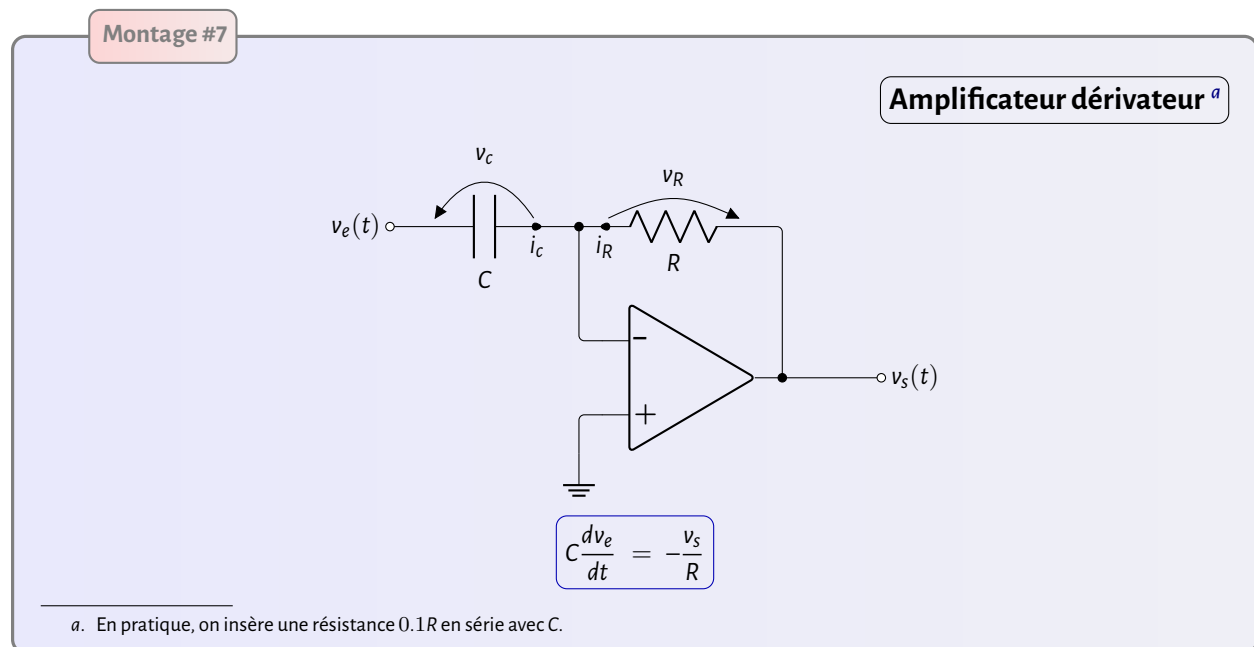 Montage #7
Amplificateur dérivateur a
v_c
v_R
v_e(t)
i_c
i_R
C
R
−
v_s(t)
+
C dv_e/dt = − v_s/R
a. En pratique, on insère une résistance 0.1R en série avec C.